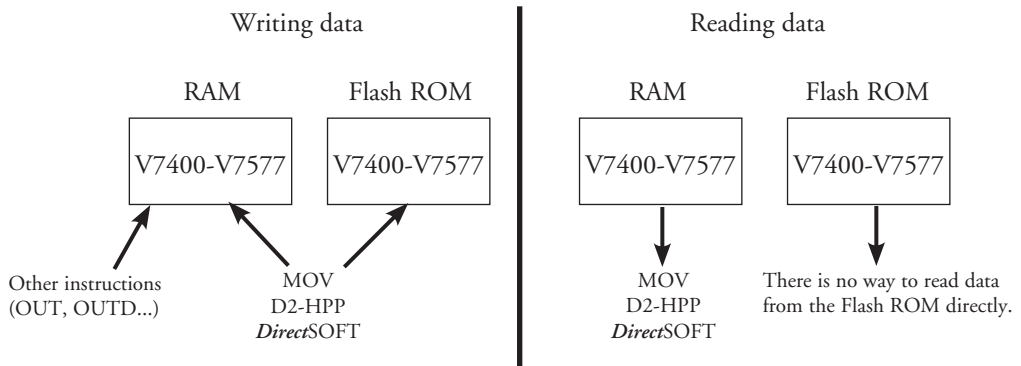 Writing data
RAM
Flash ROM
V7400-V7577
V7400-V7577
Other instructions
(OUT, OUTD...)
MOV
D2-HPP
DirectSOFT
Reading data
RAM
Flash ROM
V7400-V7577
V7400-V7577
MOV
D2-HPP
DirectSOFT
There is no way to read data
from the Flash ROM directly.